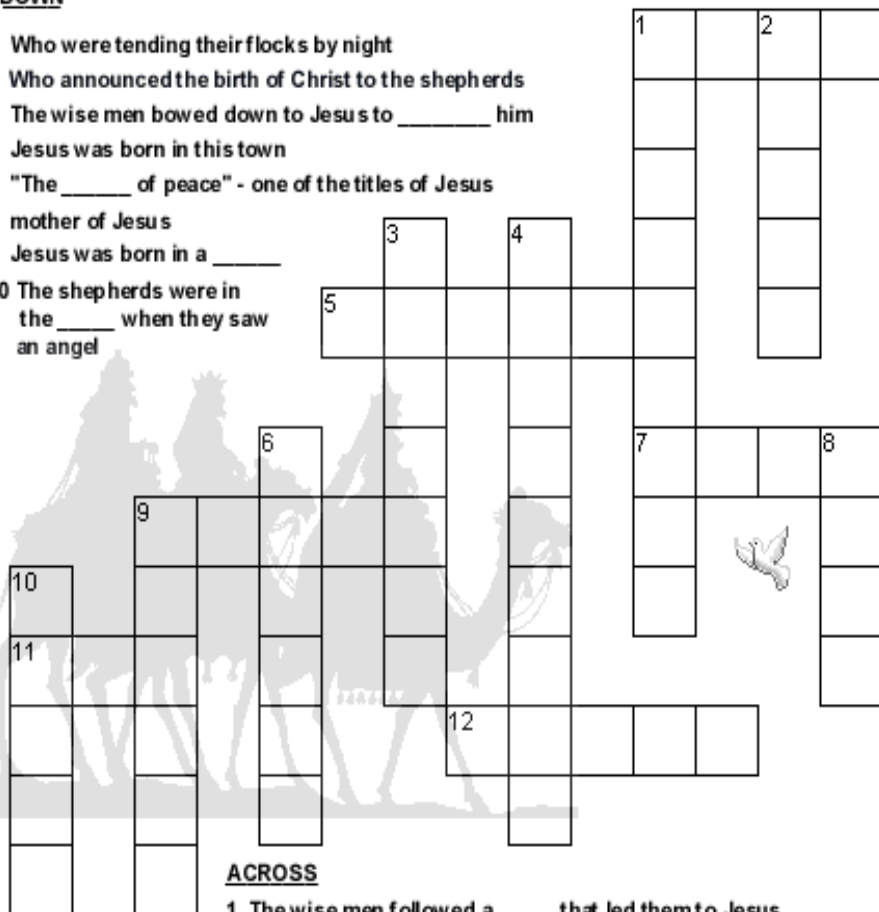 DOWN
Who were tending their flocks by night
Who announced the birth of Christ to the shepherds
The wise men bowed down to Jesus to ________ him
Jesus was born in this town
"The ______ of peace" - one of the titles of Jesus
mother of Jesus
Jesus was born in a ______
0 The shepherds were in
the _____ when they saw
an angel
1 2
3 4
5
6 7 8
9
10
11
12
ACROSS
1 The wise men followed a _____ that led them to Jesus